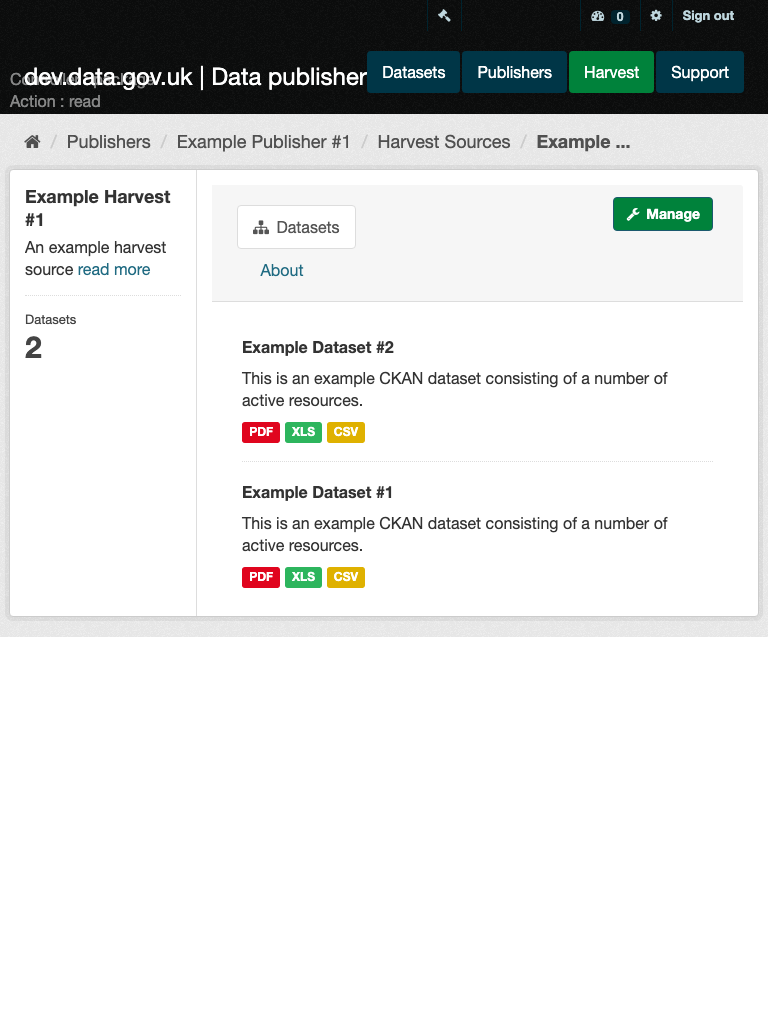 0 Sign out
dev.data.gov.uk | Data publisher
Datasets Publishers Harvest Support
Action : read
/ Publishers / Example Publisher #1 / Harvest Sources / Example ...
Example Harvest
#1
An example harvest
source read more
Datasets
2
Datasets
About
Manage
Example Dataset #2
This is an example CKAN dataset consisting of a number of
active resources.
PDF XLS CSV
Example Dataset #1
This is an example CKAN dataset consisting of a number of
active resources.
PDF XLS CSV